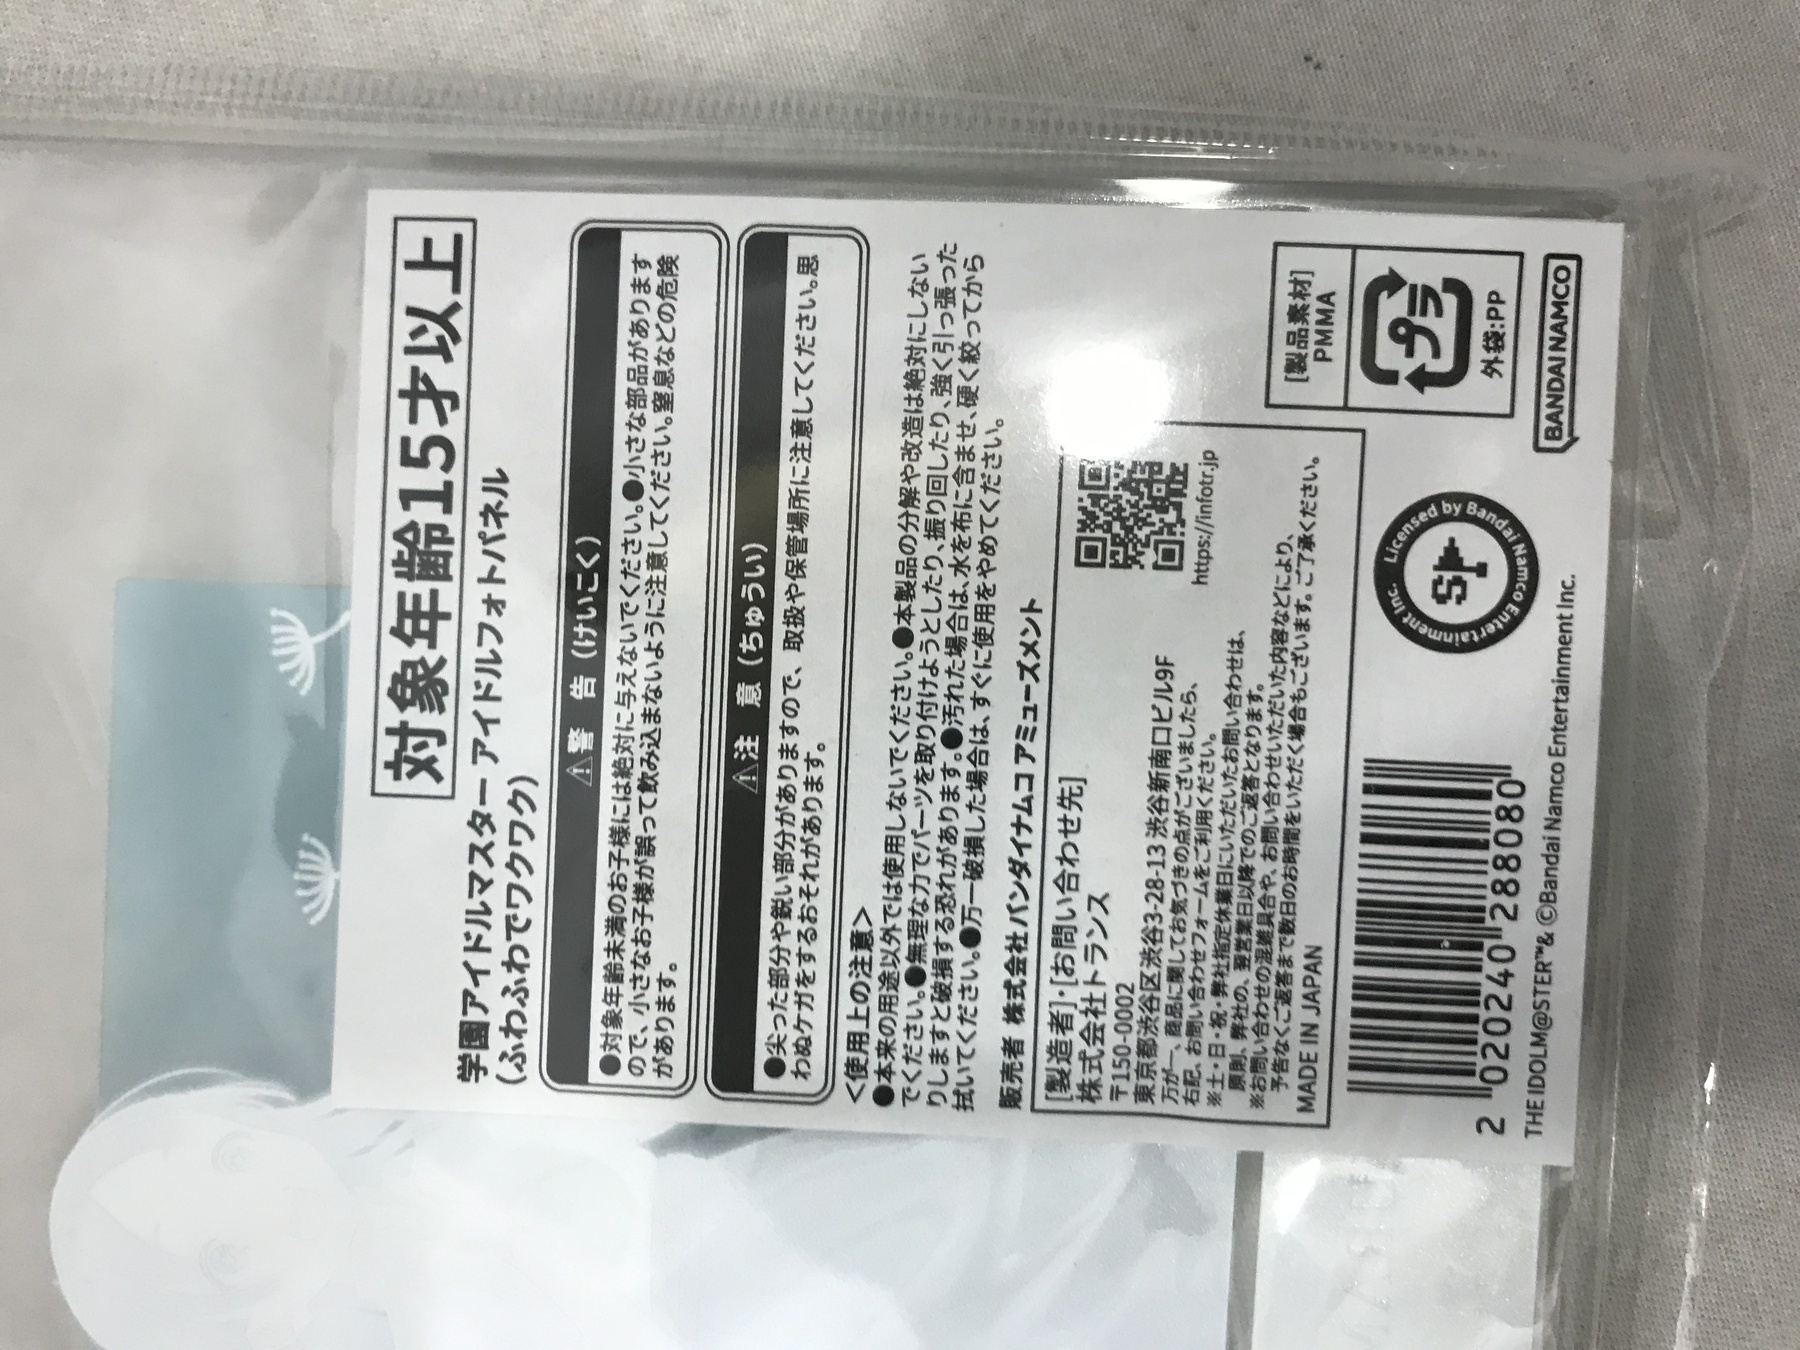 対象年齢15才以上
学園アイドルマスター アイドルフォトパネル
(ふわふわでワクワク)
⚠警 告(けいこく)
●対象年齢未満のお子様には絶対に与えないでください。●小さな部品があります
ので、小さなお子様が誤って飲み込まないように注意してください。窒息などの危険
があります。
⚠注 意(ちゅうい)
●尖った部分や鋭い部分がありますので、取扱や保管場所に注意してください。思
わぬケガをするおそれがあります。
<使用上の注意>
●本来の用途以外では使用しないでください。●本製品の分解や改造は絶対にしない
でください。●無理な力でパーツを取り付けようとしたり、振り回したり、強く引っ張った
りしますと破損する恐れがあります。●汚れた場合は、水を布に含ませ、硬く絞ってから
拭いてください。●万一破損した場合は、すぐに使用をやめてください。
販売者 株式会社バンダイナムコアミューズメント
[製造者]・[お問い合わせ先]
株式会社トランス
〒150-0002
東京都渋谷区渋谷3-28-13 渋谷新南口ビル9F
万が一、商品に関してお気づきの点がございましたら、
右記、お問い合わせフォームをご利用ください。
※土・日・祝・弊社指定休業日にいただいたお問い合わせは、
原則、弊社の、翌営業日以降でのご返答となります。
※お問い合わせの混雑具合や、お問い合わせいただいた内容などにより、
予告なくご返答まで数日のお時間をいただく場合もございます。ご了承ください。
MADE IN JAPAN
https://infotr.jp
[製品素材]
PMMA
プラ
外袋:PP
2 020240 288080
Licensed by Bandai Namco Entertainment Inc.
BANDAI NAMCO
THE IDOLM@STER™& ©Bandai Namco Entertainment Inc.